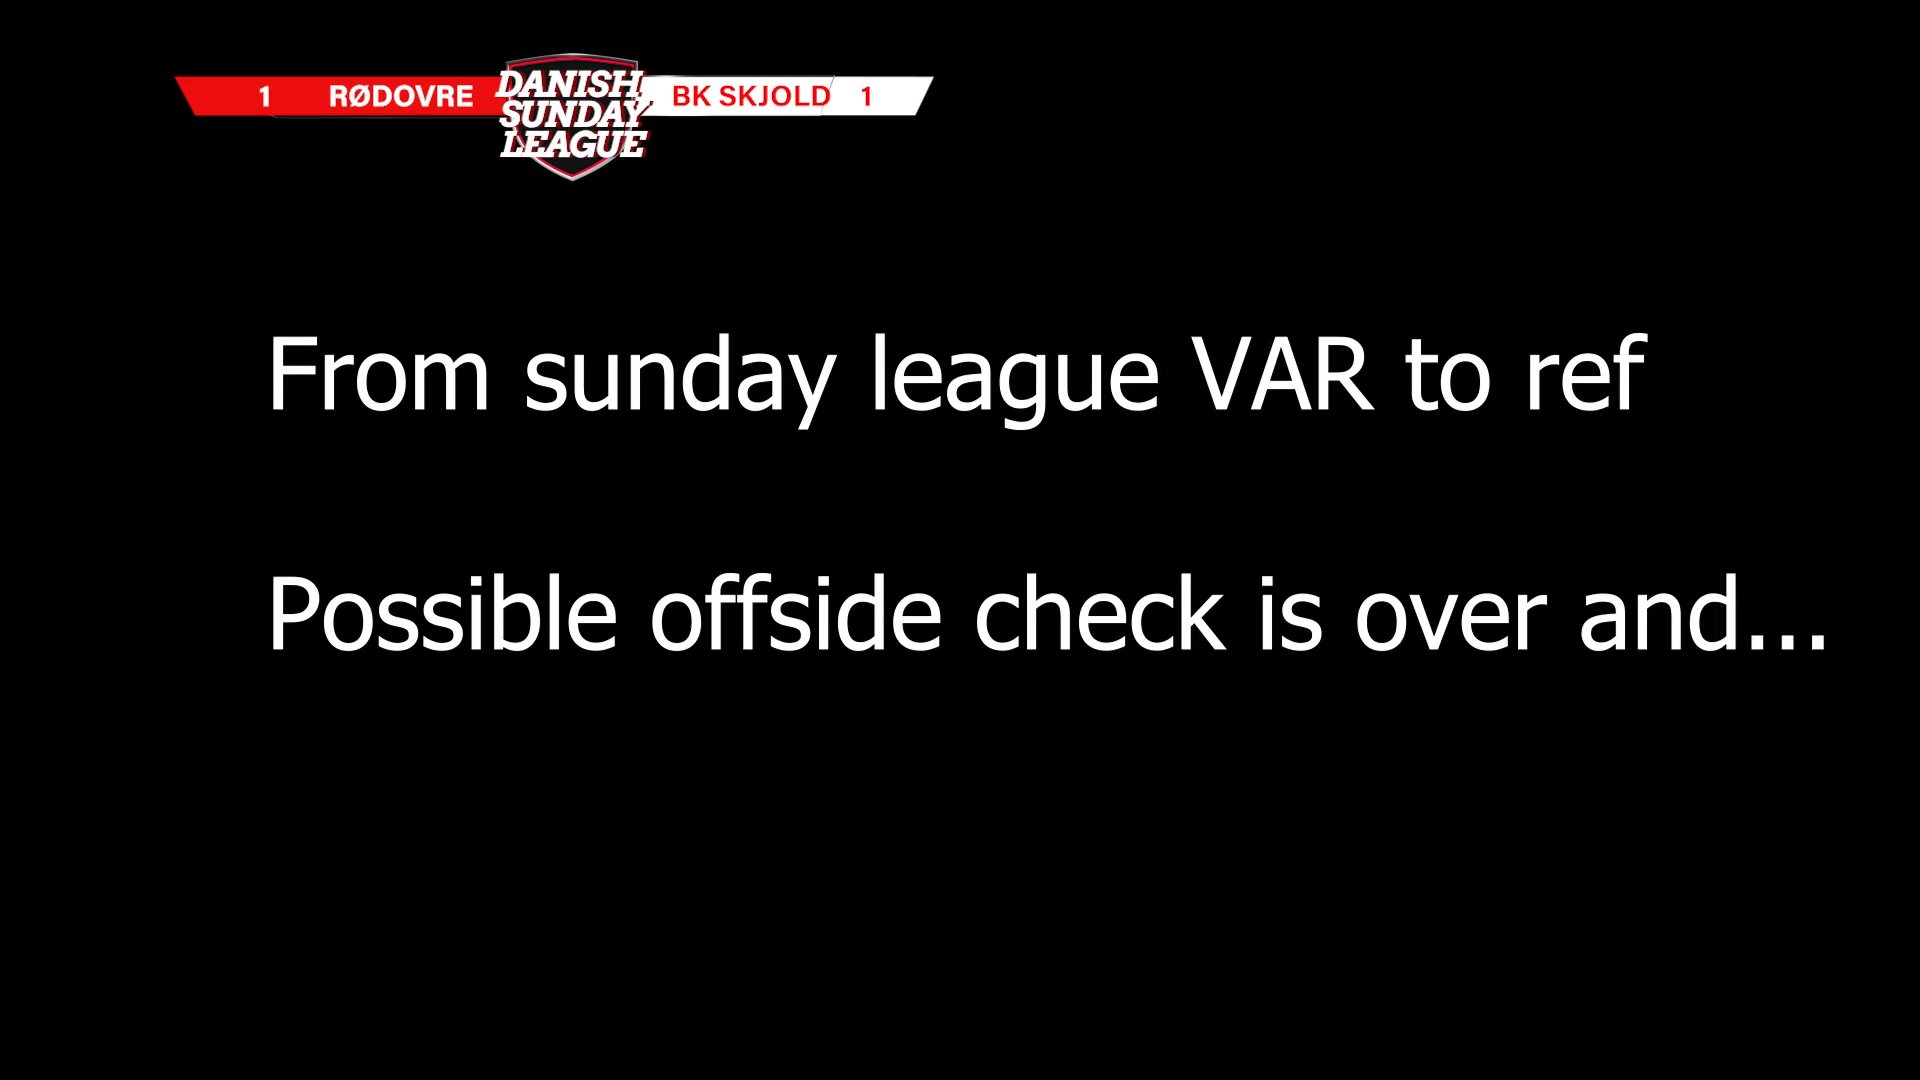 1 RØDOVRE DANISH SUNDAY LEAGUE BK SKJOLD 1
From sunday league VAR to ref
Possible offside check is over and...